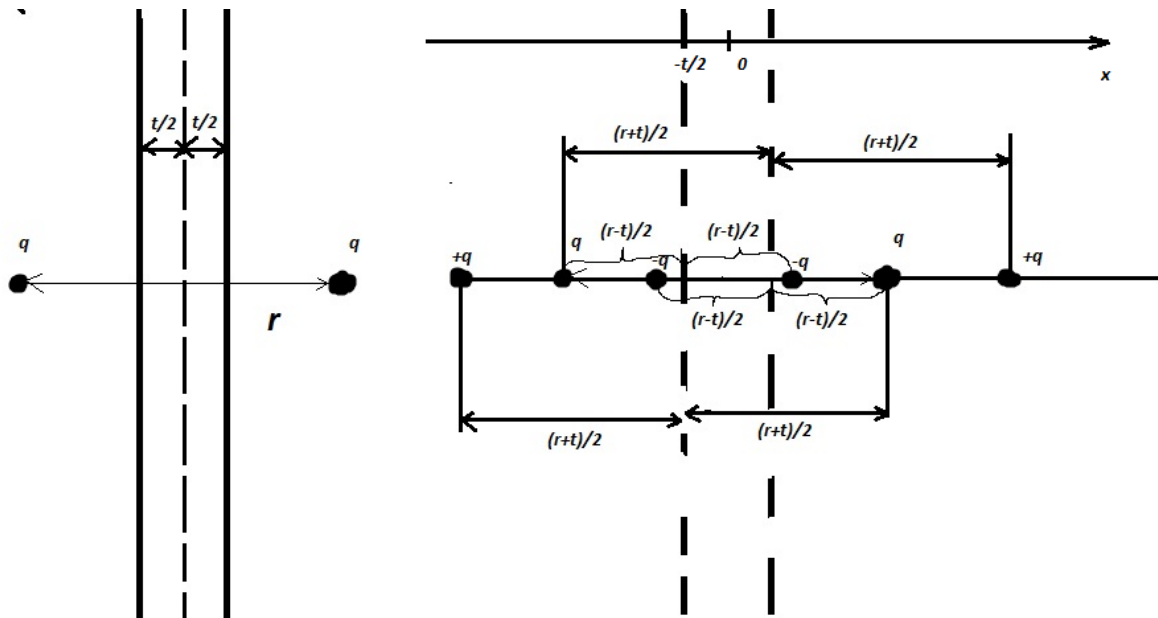 t/2 t/2
q q
r
-t/2 0
x
(r+t)/2 (r+t)/2
(r-t)/2 (r-t)/2 q
+q q -q -q +q
(r-t)/2 (r-t)/2
(r+t)/2 (r+t)/2